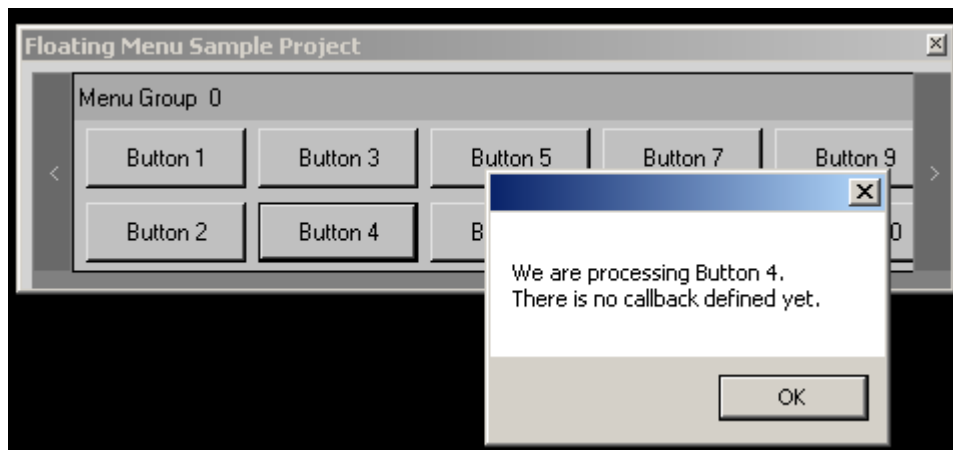 Floating Menu Sample Project
Menu Group 0
< Button 1 Button 3 Button 5 Button 7 Button 9 >
Button 2 Button 4 B 0
We are processing Button 4.
There is no callback defined yet.
OK